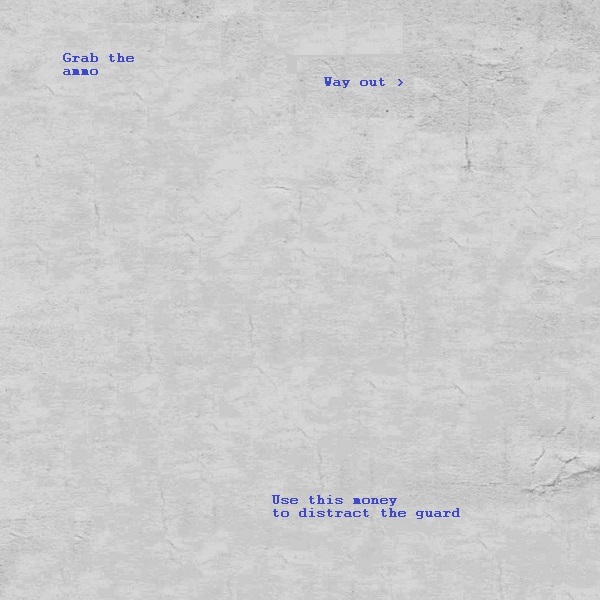 Grab the
ammo
Way out >
Use this money
to distract the guard